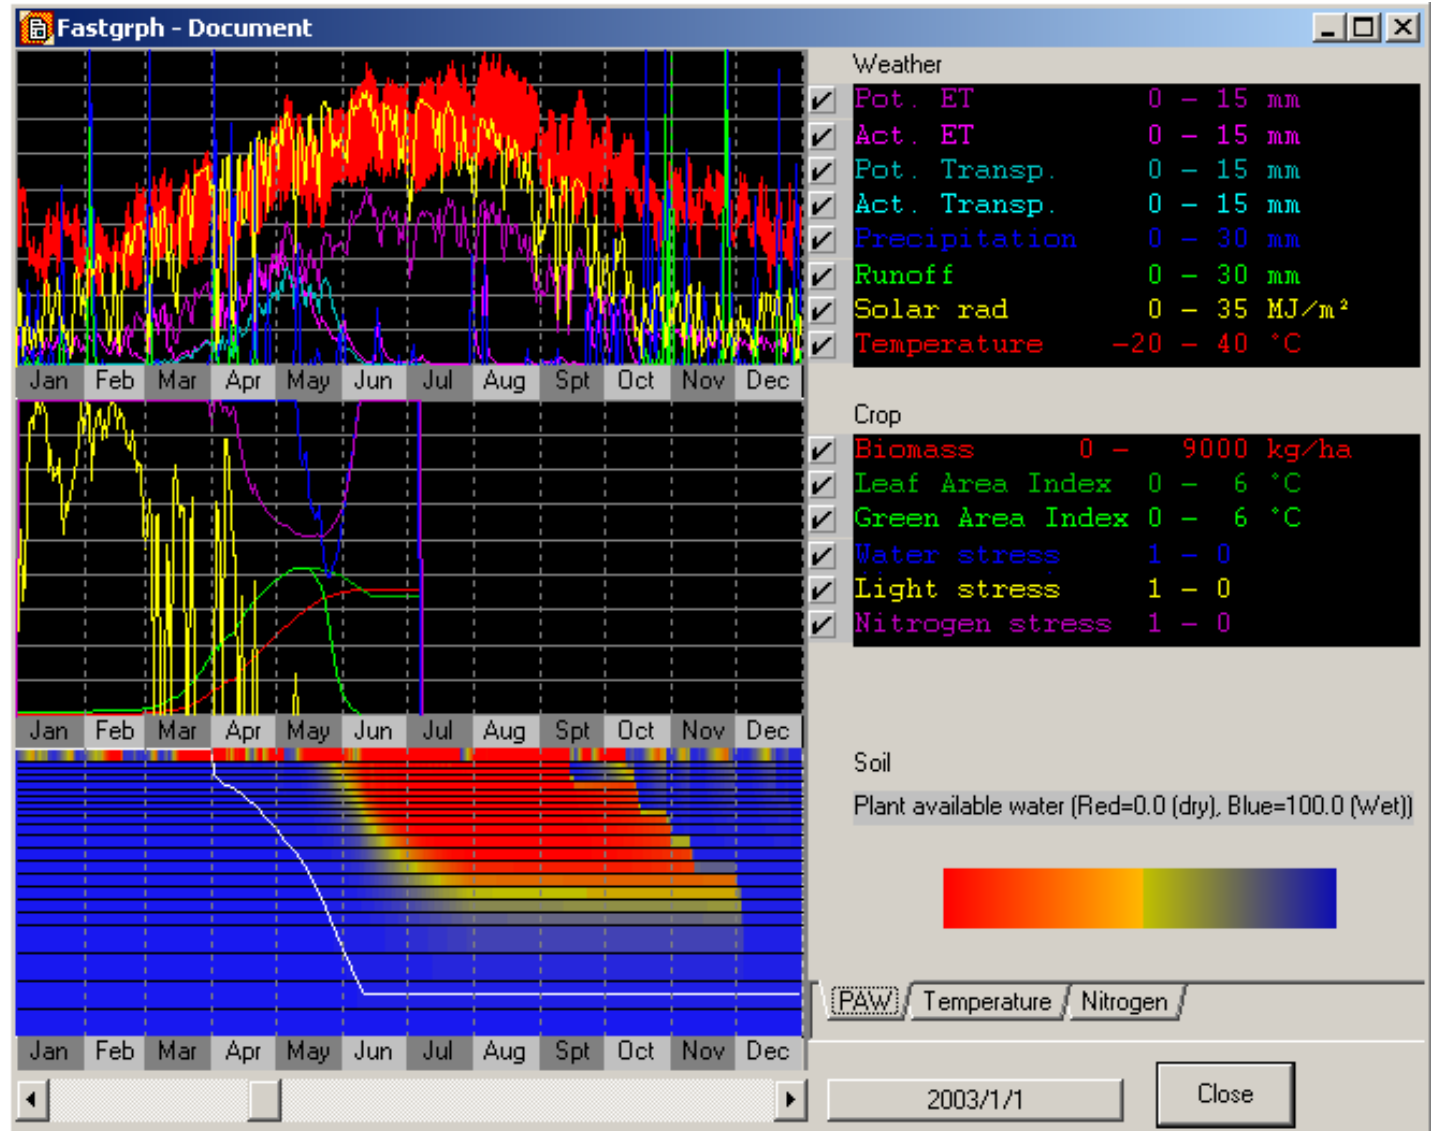 Fastgrph - Document
Weather
Pot. ET 0 - 15 mm
Act. ET 0 - 15 mm
Pot. Transp. 0 - 15 mm
Act. Transp. 0 - 15 mm
Precipitation 0 - 30 mm
Runoff 0 - 30 mm
Solar rad 0 - 35 MJ/m²
Temperature -20 - 40 °C
Jan Feb Mar Apr May Jun Jul Aug Spt Oct Nov Dec
Crop
Biomass 0 - 9000 kg/ha
Leaf Area Index 0 - 6 °C
Green Area Index 0 - 6 °C
Water stress 1 - 0
Light stress 1 - 0
Nitrogen stress 1 - 0
Jan Feb Mar Apr May Jun Jul Aug Spt Oct Nov Dec
Soil
Plant available water (Red=0.0 (dry), Blue=100.0 (Wet))
PAW Temperature Nitrogen
Jan Feb Mar Apr May Jun Jul Aug Spt Oct Nov Dec
2003/1/1 Close